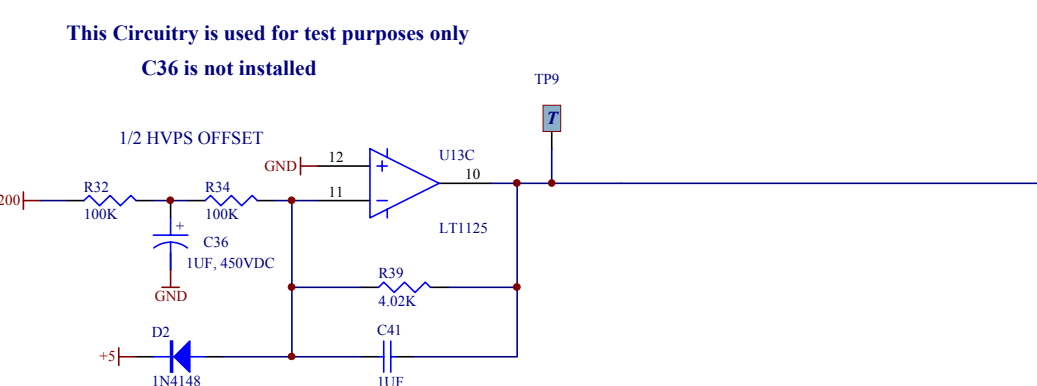 This Circuitry is used for test purposes only
C36 is not installed
TP9
T
1/2 HVPS OFFSET
GND
12
U13C
10
11
LT1125
200
R32
100K
R34
100K
+
C36
1UF, 450VDC
GND
R39
4.02K
D2
+5
1N4148
C41
1UF